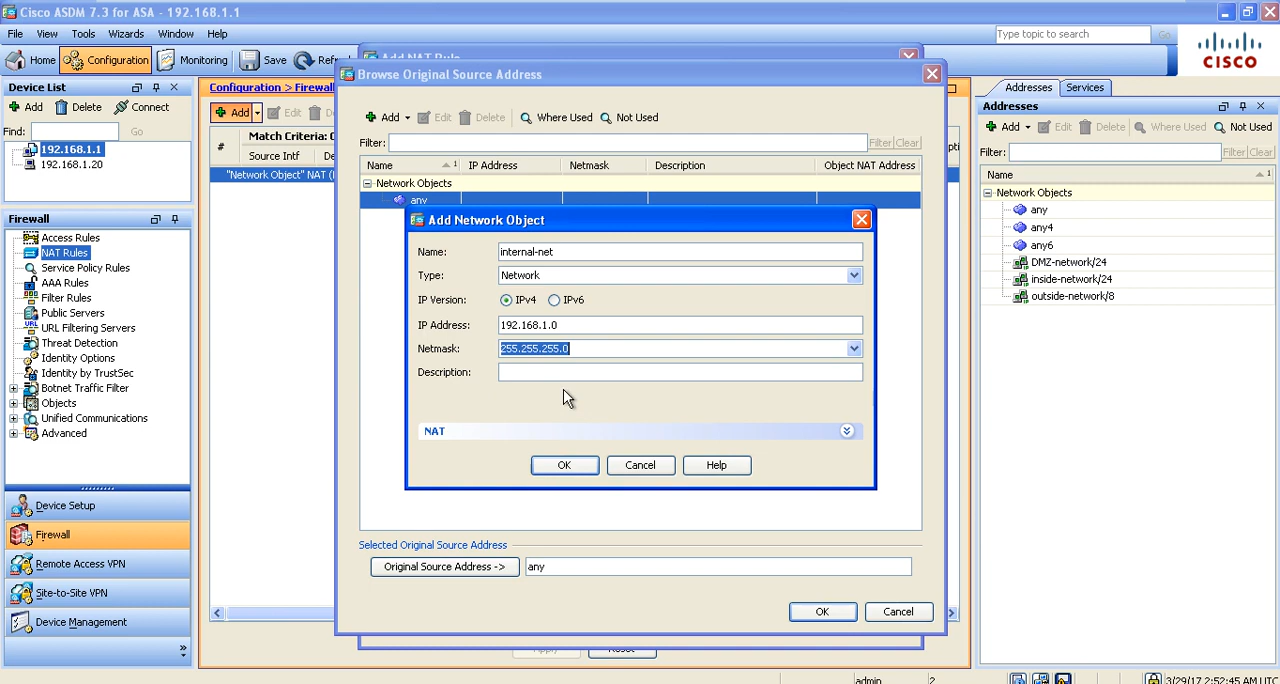 Cisco ASDM 7.3 for ASA - 192.168.1.1
File View Tools Wizards Window Help
Type topic to search Go
Home Configuration Monitoring Save
CISCO
Device List
Add Delete Connect
Find: Go
192.168.1.1
192.168.1.20
Firewall
Access Rules
NAT Rules
Service Policy Rules
AAA Rules
Filter Rules
Public Servers
URL Filtering Servers
Threat Detection
Identity Options
Identity by TrustSec
Botnet Traffic Filter
Objects
Unified Communications
Advanced
Device Setup
Firewall
Remote Access VPN
Site-to-Site VPN
Device Management
Configuration > Firewall
Add Edit
# Match Criteria:
Source Intf
"Network Object" NAT
Add NAT Rule
Browse Original Source Address
Add Edit Delete Where Used Not Used
Filter: Filter Clear
Name 1 IP Address Netmask Description Object NAT Address
Network Objects
any
Add Network Object
Name: internal-net
Type: Network
IP Version: IPv4 IPv6
IP Address: 192.168.1.0
Netmask: 255.255.255.0
Description:
NAT
OK Cancel Help
Selected Original Source Address
Original Source Address -> any
OK Cancel
Apply Reset
Addresses Services
Addresses
Add Edit Delete Where Used Not Used
Filter: Filter Clear
Name 1
Network Objects
any
any4
any6
DMZ-network/24
inside-network/24
outside-network/8
admin 2 3/29/17 2:52:45 AM UTC